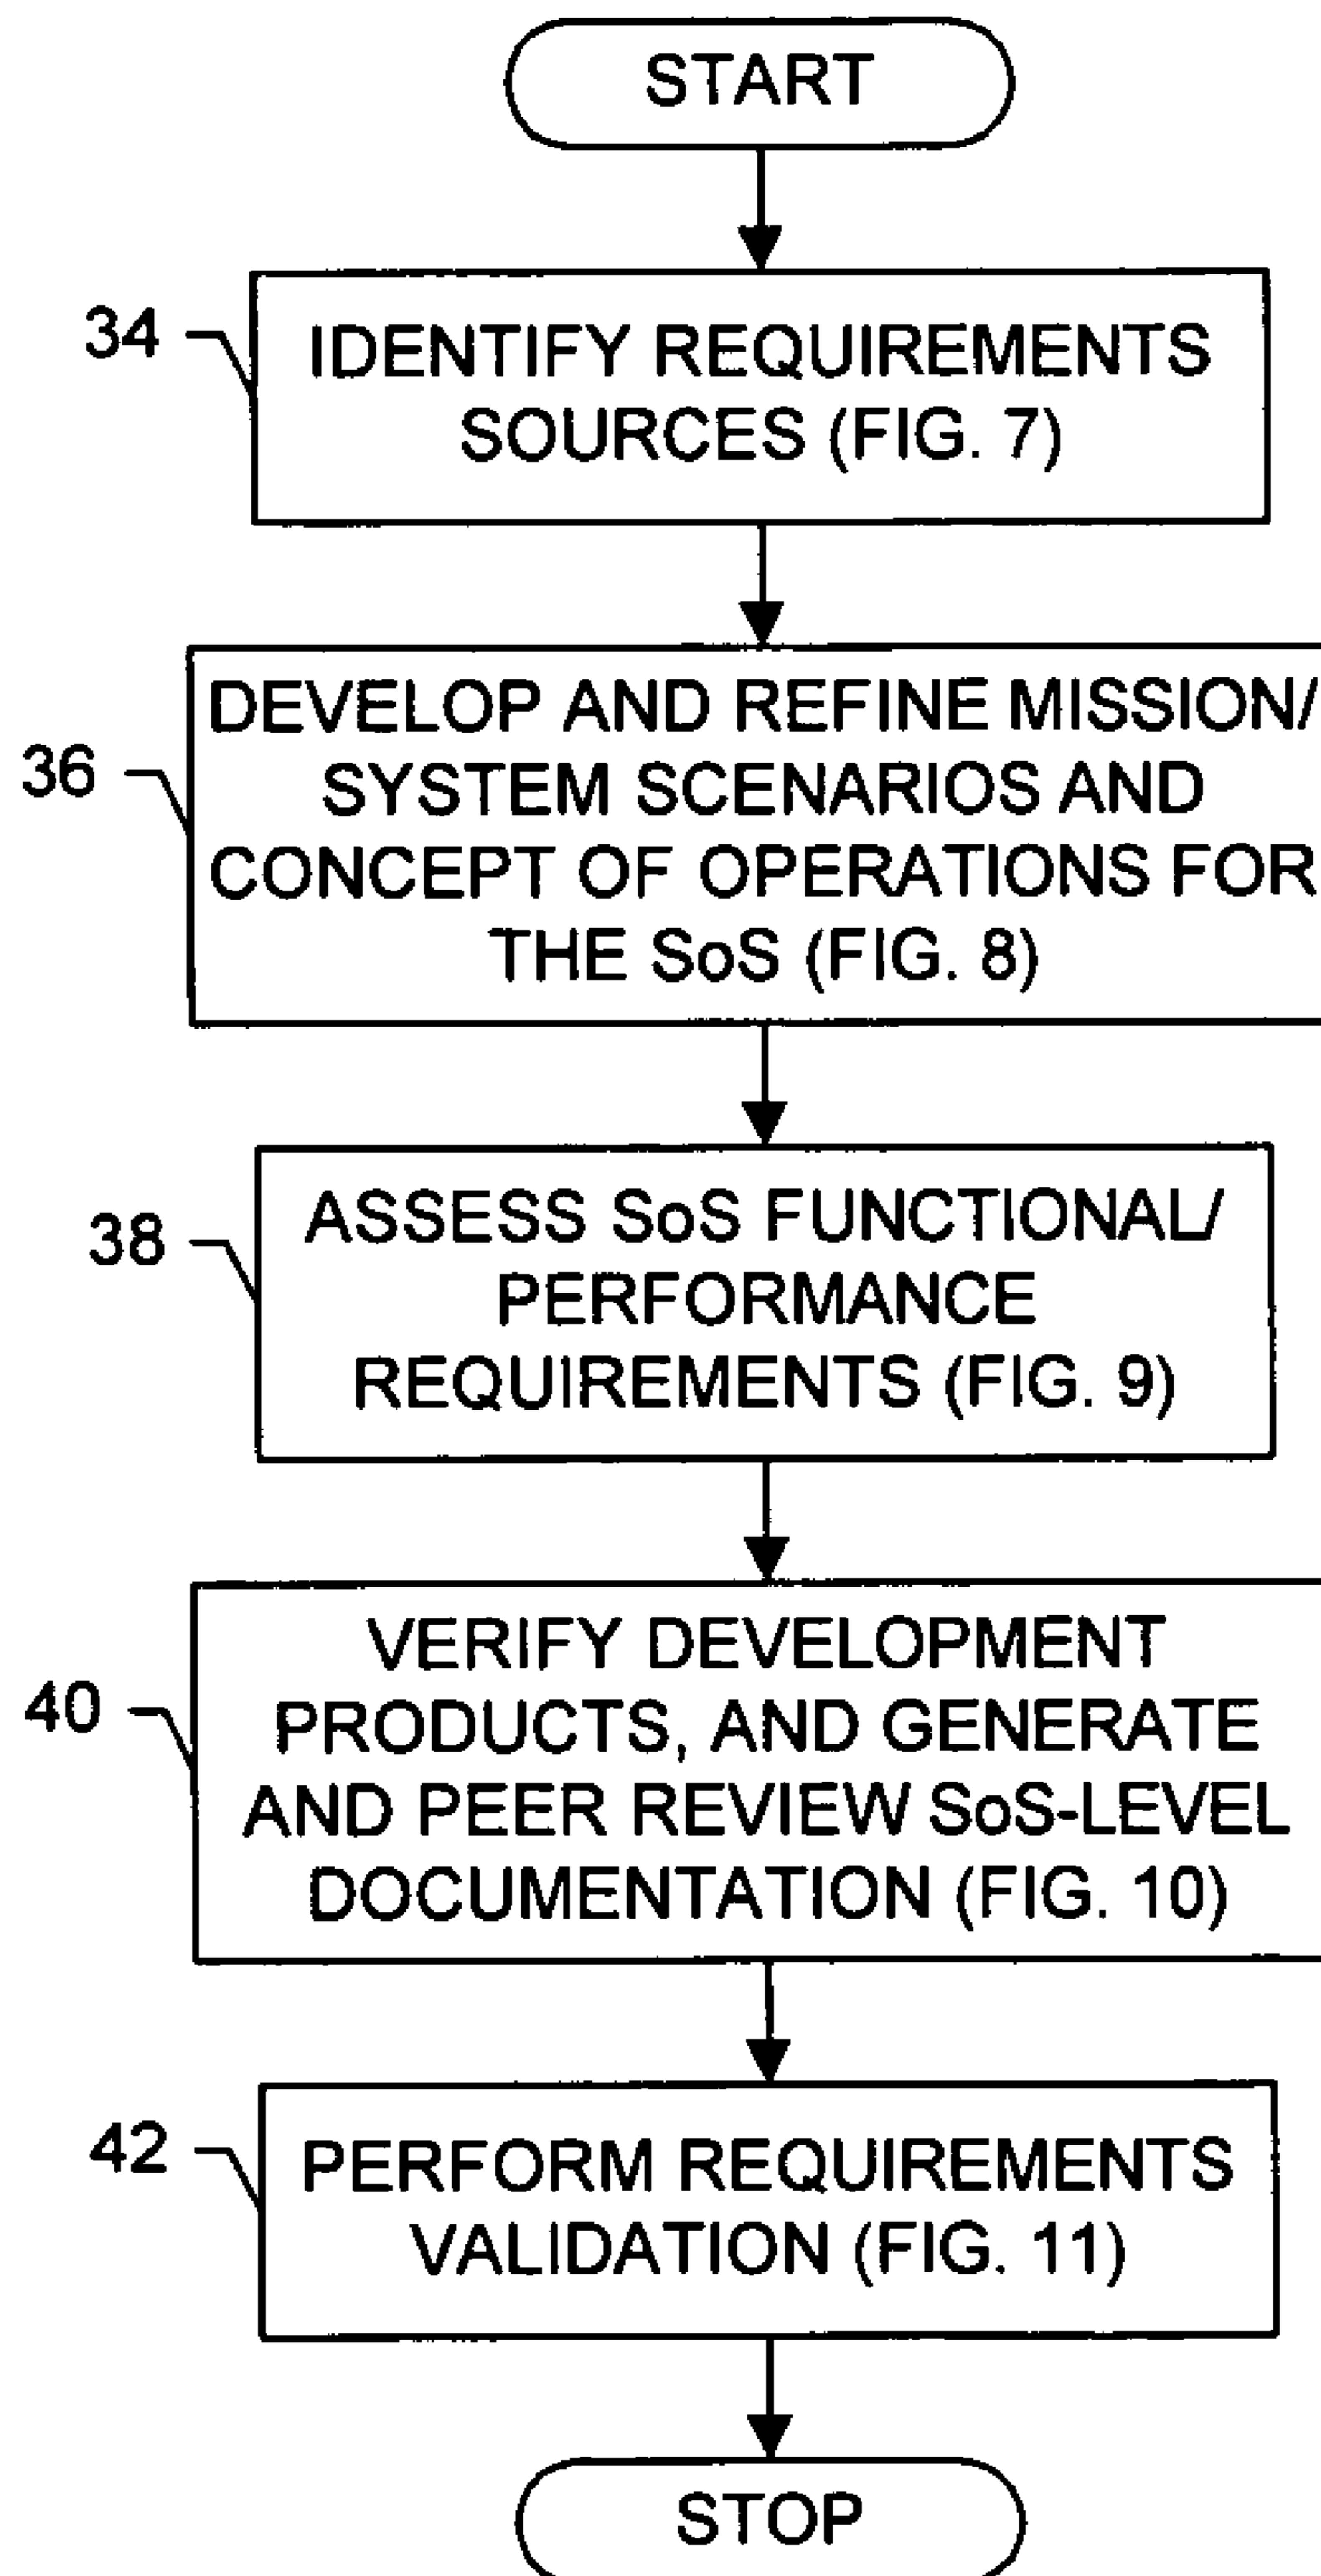 START
34
IDENTIFY REQUIREMENTS
SOURCES (FIG. 7)
36
DEVELOP AND REFINE MISSION/
SYSTEM SCENARIOS AND
CONCEPT OF OPERATIONS FOR
THE SoS (FIG. 8)
38
ASSESS SoS FUNCTIONAL/
PERFORMANCE
REQUIREMENTS (FIG. 9)
40
VERIFY DEVELOPMENT
PRODUCTS, AND GENERATE
AND PEER REVIEW SoS-LEVEL
DOCUMENTATION (FIG. 10)
42
PERFORM REQUIREMENTS
VALIDATION (FIG. 11)
STOP